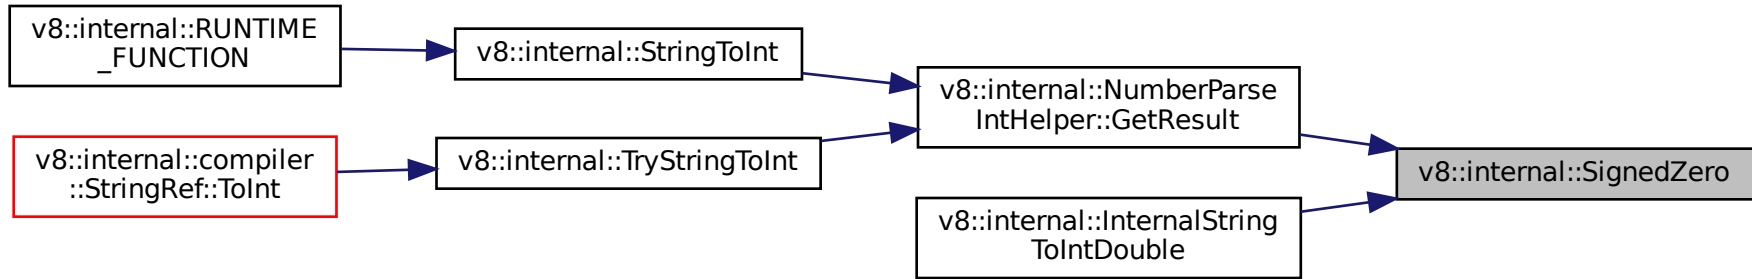 v8::internal::RUNTIME
_FUNCTION
v8::internal::StringToInt
v8::internal::NumberParse
IntHelper::GetResult
v8::internal::compiler
::StringRef::ToInt
v8::internal::TryStringToInt
v8::internal::SignedZero
v8::internal::InternalString
ToIntDouble